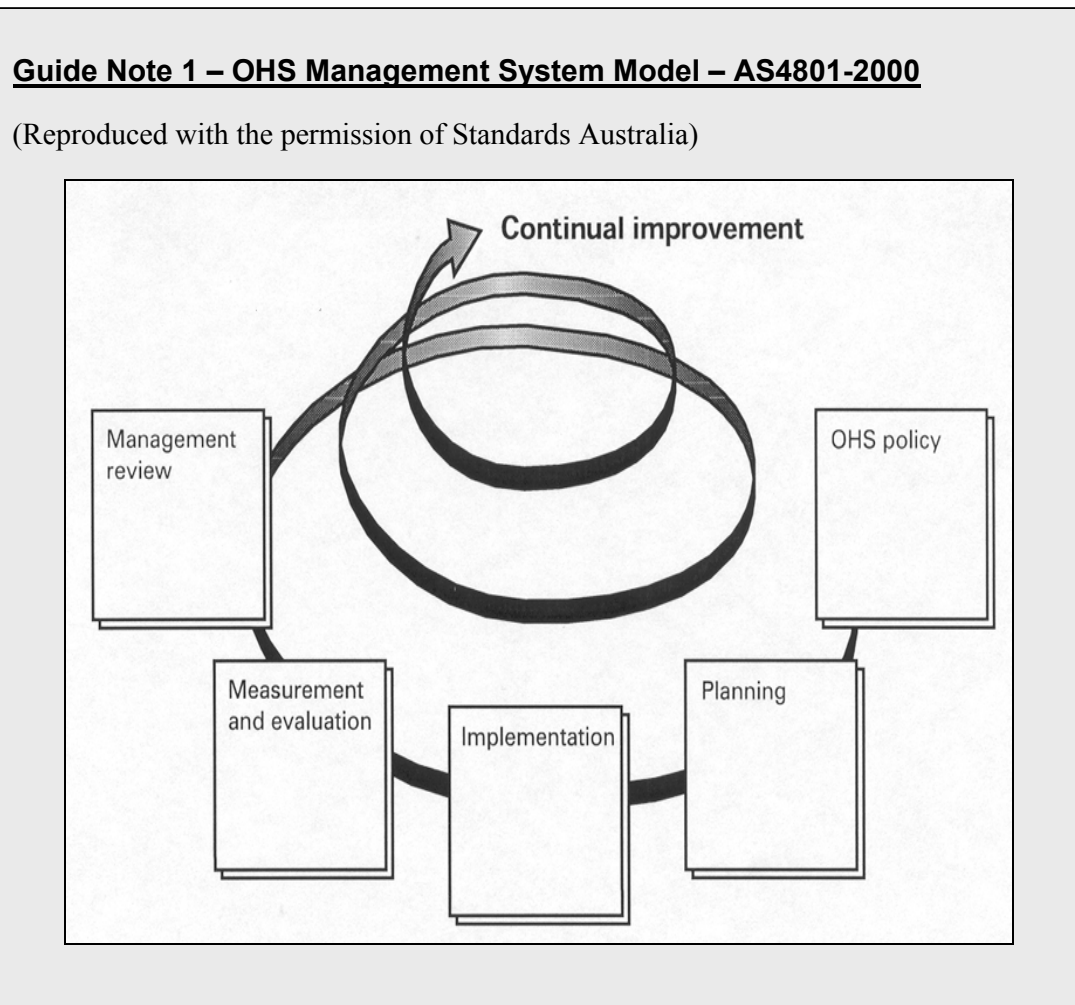 Guide Note 1 – OHS Management System Model – AS4801-2000
(Reproduced with the permission of Standards Australia)
Continual improvement
Management
review
OHS policy
Measurement
and evaluation
Implementation
Planning